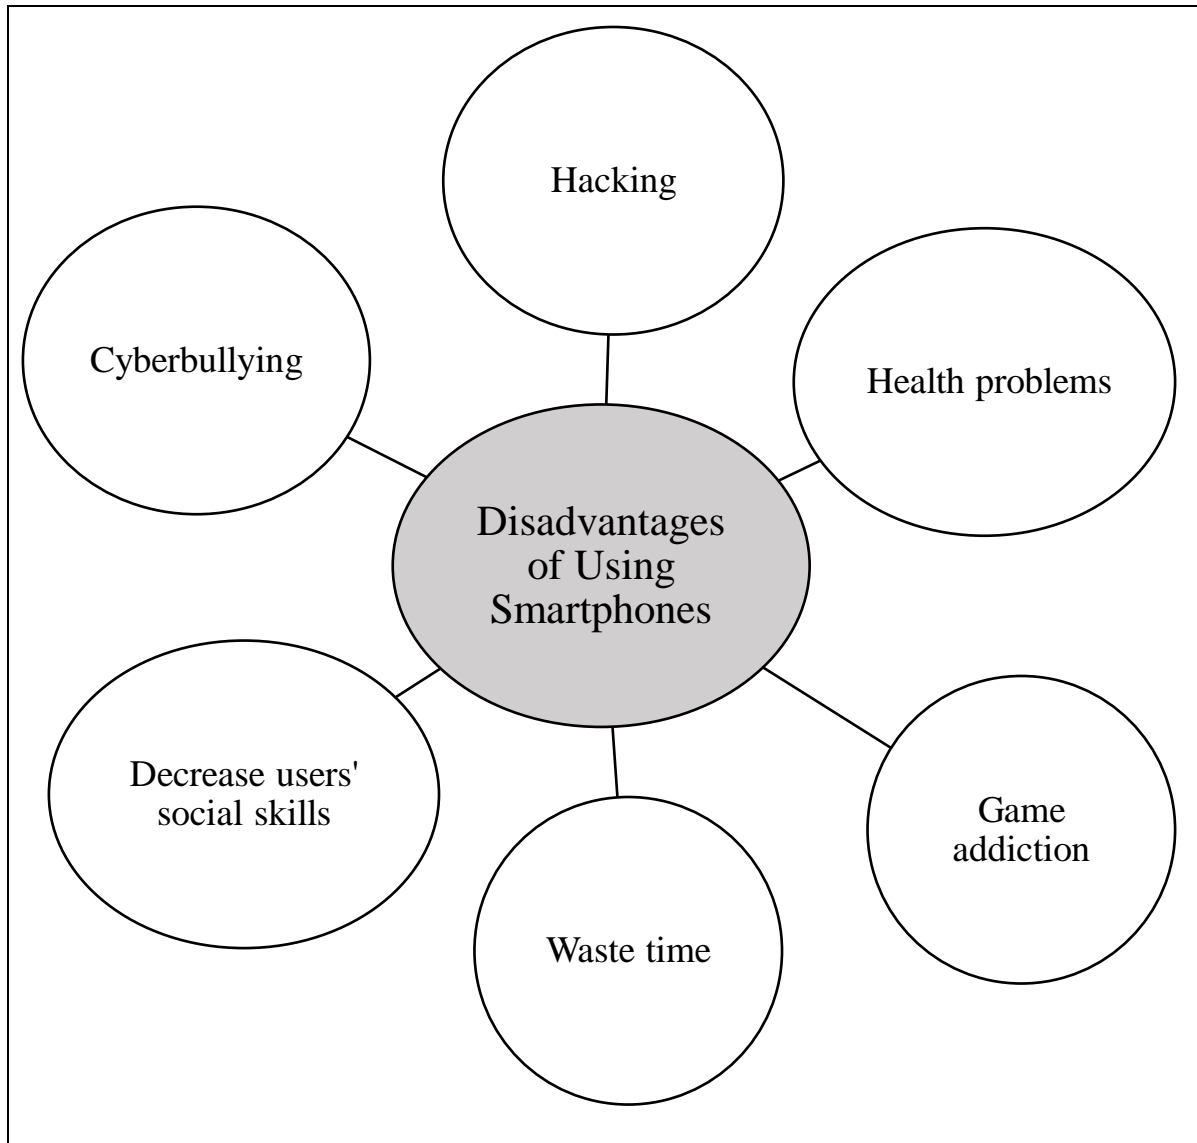 Hacking
Cyberbullying
Health problems
Disadvantages
of Using
Smartphones
Decrease users'
social skills
Game
addiction
Waste time